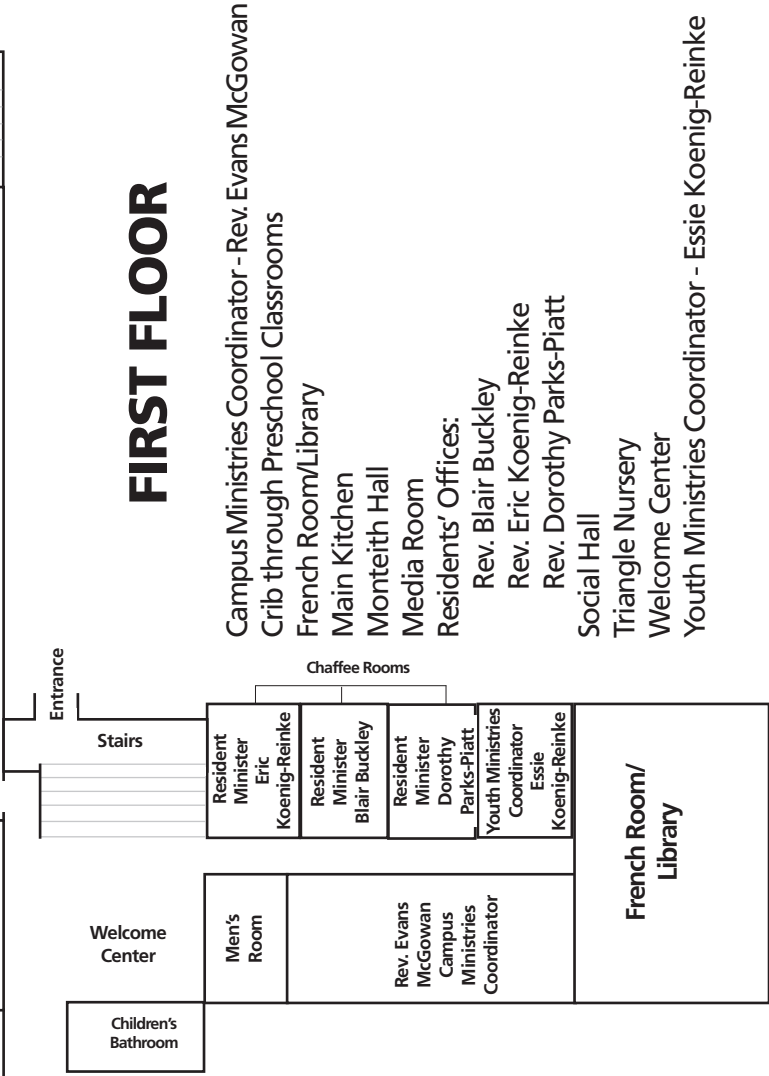 FIRST FLOOR
Campus Ministries Coordinator - Rev. Evans McGowan
Crib through Preschool Classrooms
French Room/Library
Main Kitchen
Monteith Hall
Media Room
Residents' Offices:
Rev. Blair Buckley
Rev. Eric Koenig-Reinke
Rev. Dorothy Parks-Piatt
Social Hall
Triangle Nursery
Welcome Center
Youth Ministries Coordinator - Essie Koenig-Reinke
Entrance
Stairs
Chaffee Rooms
Resident
Minister
Eric
Koenig-Reinke
Resident
Minister
Blair Buckley
Resident
Minister
Dorothy
Parks-Piatt
Youth Ministries
Coordinator
Essie
Koenig-Reinke
French Room/
Library
Welcome
Center
Men's
Room
Rev. Evans
McGowan
Campus
Ministries
Coordinator
Children's
Bathroom